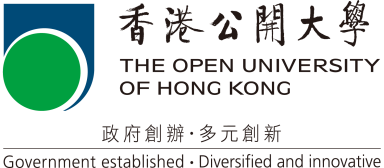 香港公開大學
THE OPEN UNIVERSITY
OF HONG KONG
政府創辦·多元創新
Government established · Diversified and innovative